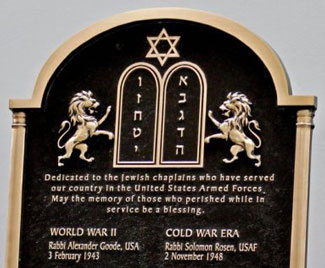 א ו
ב ז
ג ח
ד ט
ה י
Dedicated to the Jewish chaplains who have served
our country in the United States Armed Forces.
May the memory of those who perished while in
service be a blessing.
WORLD WAR II
Rabbi Alexander Goode, USA
3 February 1943
COLD WAR ERA
Rabbi Solomon Rosen, USAF
2 November 1948